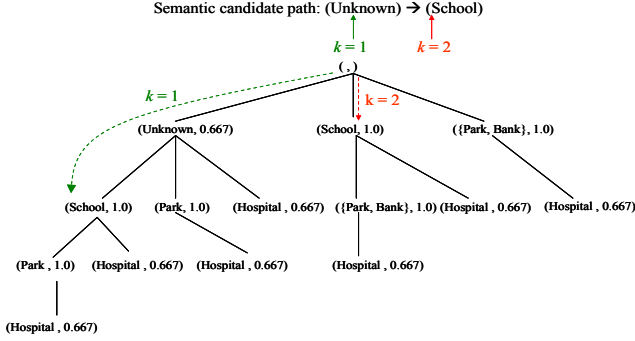 Semantic candidate path: (Unknown) → (School)
k = 1 k = 2
( , )
k = 1
k = 2
(Unknown, 0.667) (School, 1.0) ({Park, Bank}, 1.0)
(School, 1.0) (Park, 1.0) (Hospital , 0.667) ({Park, Bank}, 1.0) (Hospital , 0.667) (Hospital , 0.667)
(Park , 1.0) (Hospital , 0.667) (Hospital , 0.667) (Hospital , 0.667)
(Hospital , 0.667)